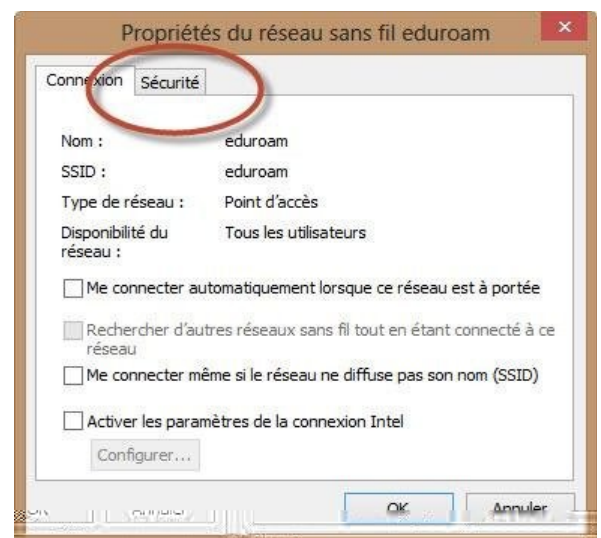 Propriétés du réseau sans fil eduroam
Connexion Sécurité
Nom : eduroam
SSID : eduroam
Type de réseau : Point d'accès
Disponibilité du Tous les utilisateurs
réseau :
Me connecter automatiquement lorsque ce réseau est à portée
Rechercher d'autres réseaux sans fil tout en étant connecté à ce
réseau
Me connecter même si le réseau ne diffuse pas son nom (SSID)
Activer les paramètres de la connexion Intel
Configurer...
OK Annuler